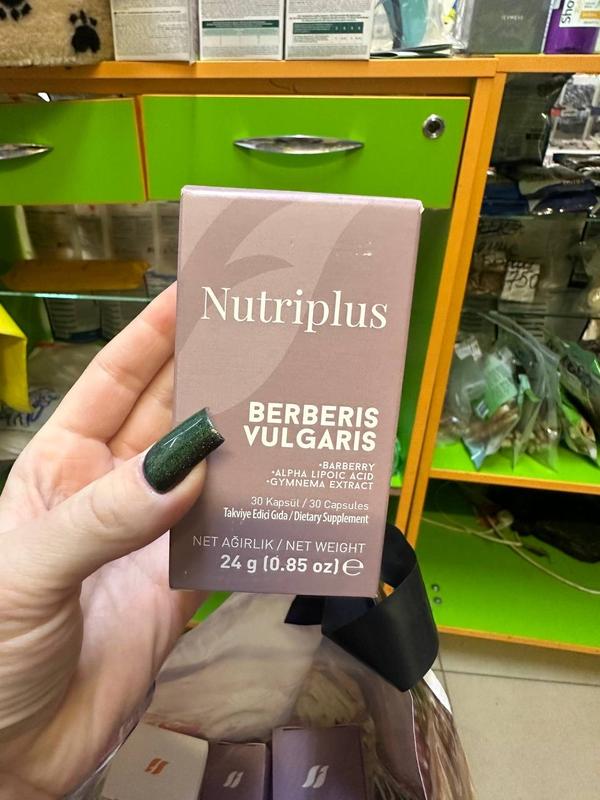 Nutriplus
BERBERIS
VULGARIS
•BARBERRY
•ALPHA LIPOIC ACID
•GYMNEMA EXTRACT
30 Kapsül / 30 Capsules
Takviye Edici Gıda / Dietary Supplement
NET AĞIRLIK / NET WEIGHT
24 g (0.85 oz) ℮